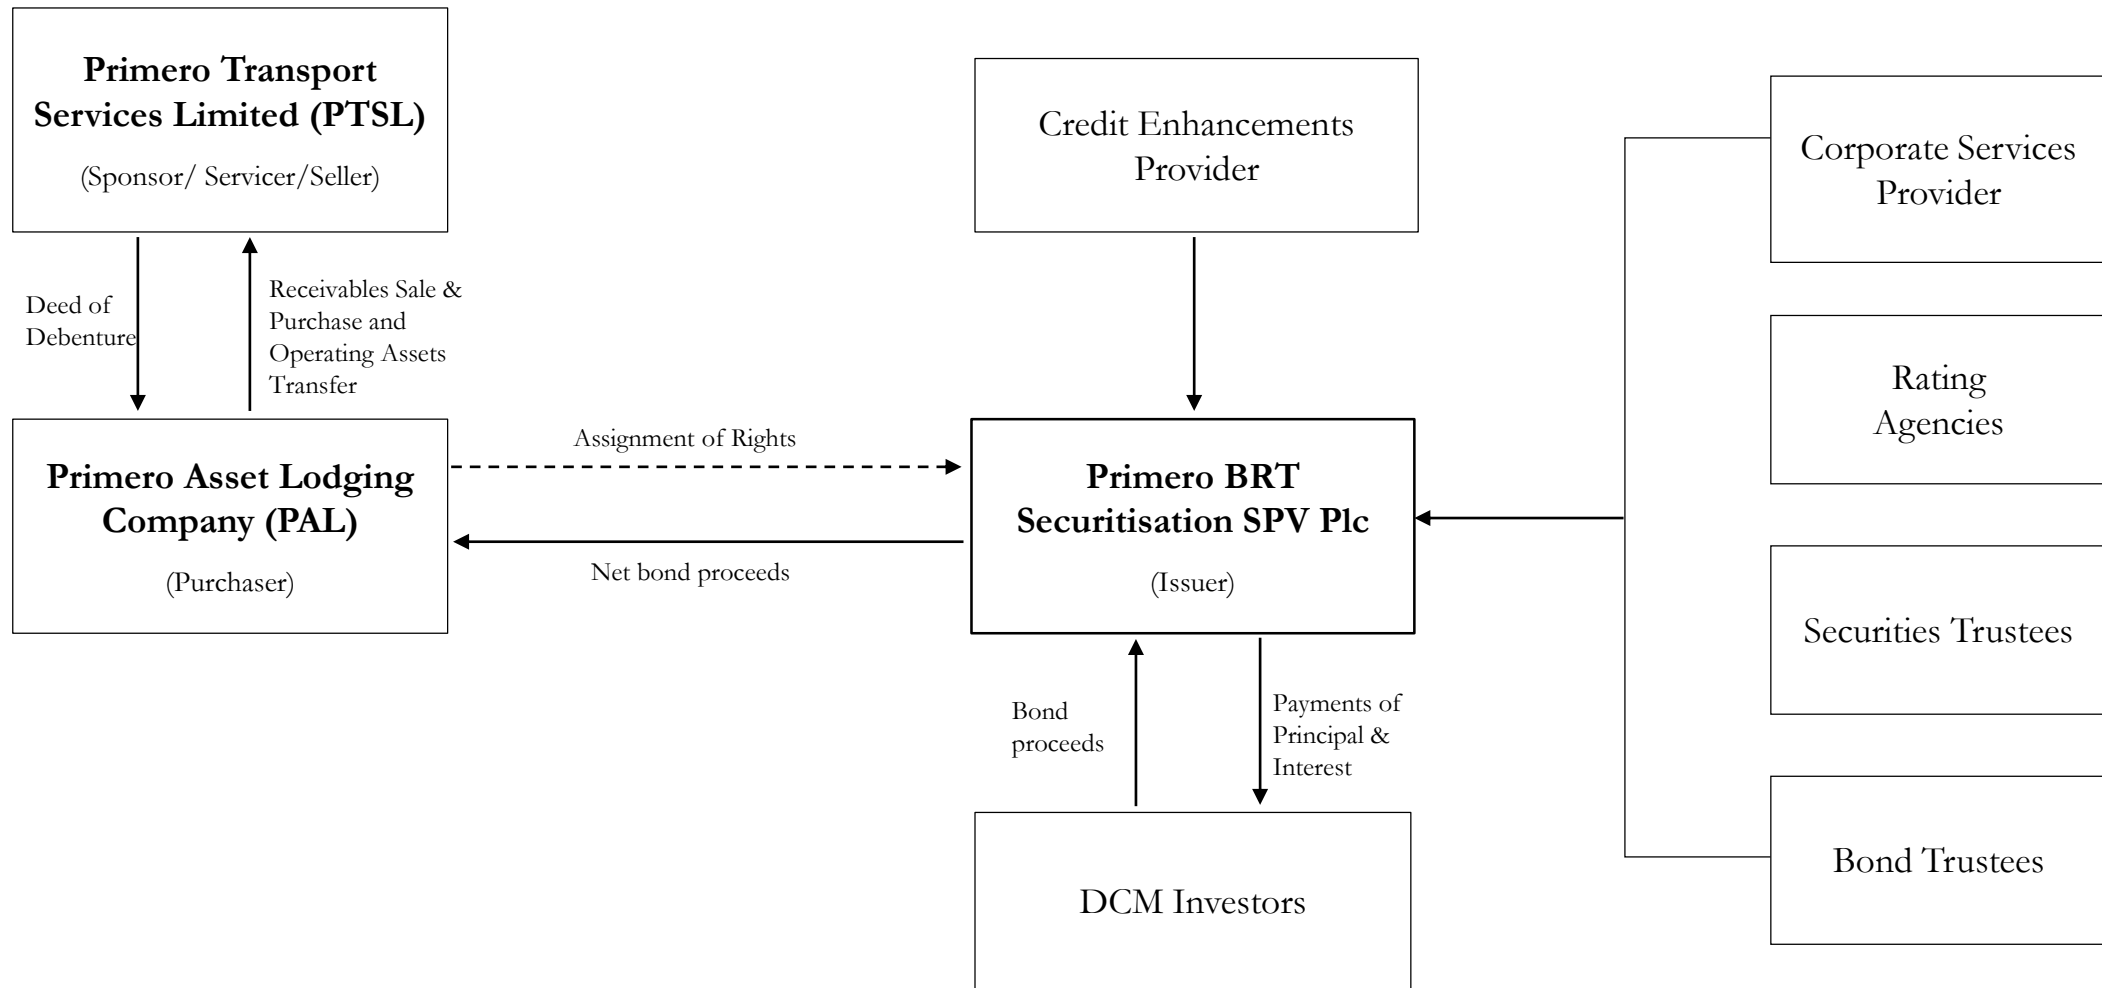 Primero Transport
Services Limited (PTSL)
(Sponsor/ Servicer/Seller)
Credit Enhancements
Provider
Corporate Services
Provider
Deed of
Debenture
Receivables Sale &
Purchase and
Operating Assets
Transfer
Rating
Agencies
Primero Asset Lodging
Company (PAL)
(Purchaser)
Assignment of Rights
Net bond proceeds
Primero BRT
Securitisation SPV Plc
(Issuer)
Securities Trustees
Bond
proceeds
Payments of
Principal &
Interest
Bond Trustees
DCM Investors